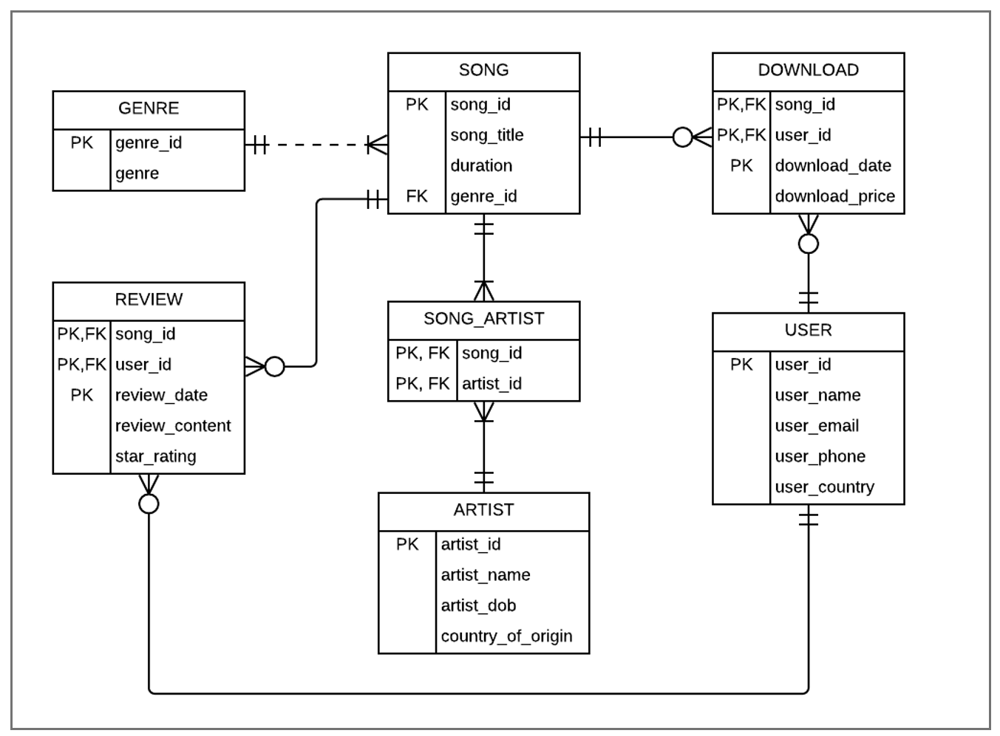 GENRE
PK genre_id
genre
SONG
PK song_id
song_title
duration
FK genre_id
DOWNLOAD
PK,FK song_id
PK,FK user_id
PK download_date
download_price
REVIEW
PK,FK song_id
PK,FK user_id
PK review_date
review_content
star_rating
SONG_ARTIST
PK, FK song_id
PK, FK artist_id
USER
PK user_id
user_name
user_email
user_phone
user_country
ARTIST
PK artist_id
artist_name
artist_dob
country_of_origin